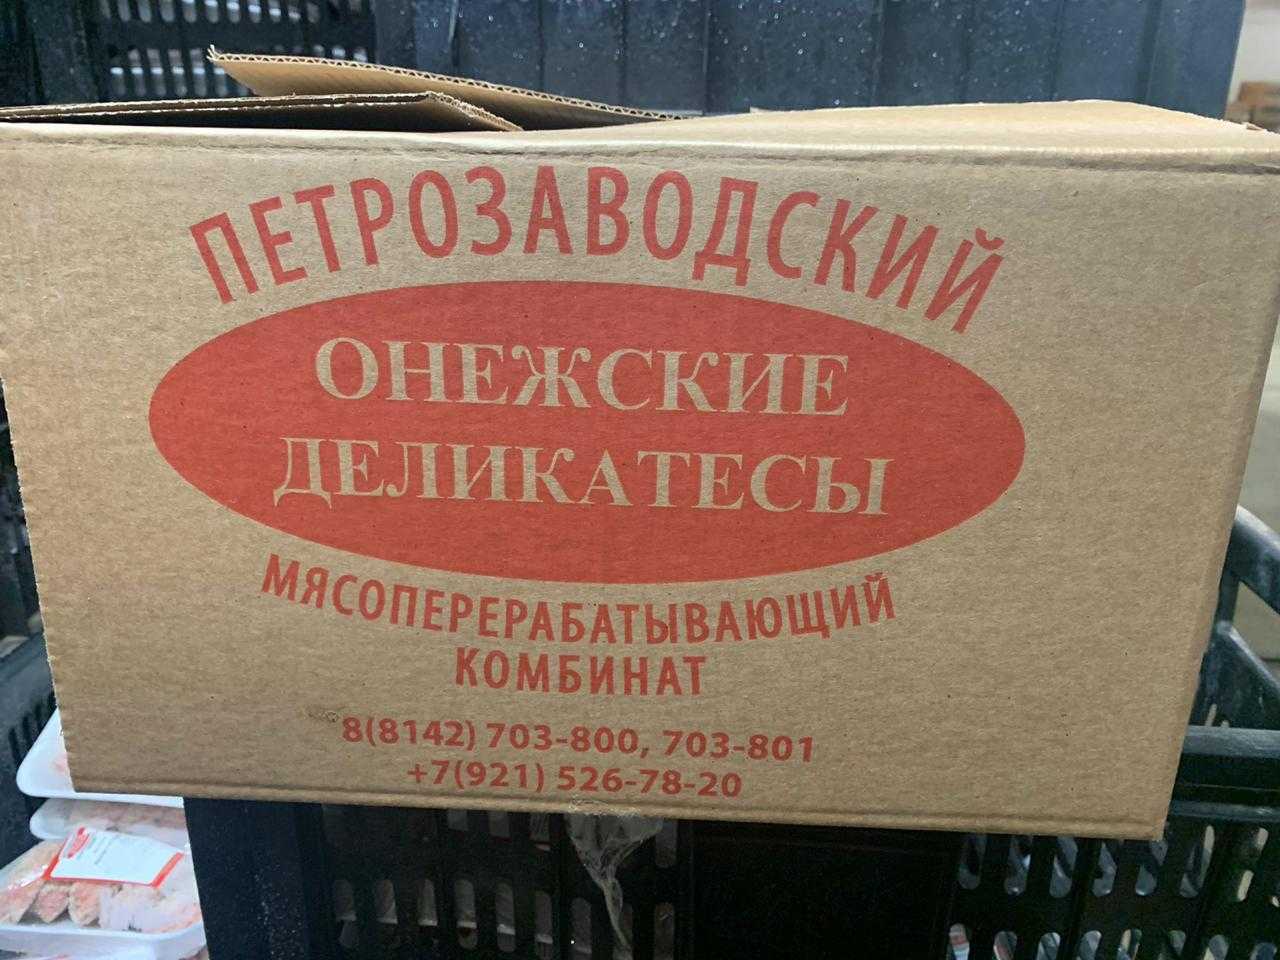 ПЕТРОЗАВОДСКИЙ
ОНЕЖСКИЕ
ДЕЛИКАТЕСЫ
МЯСОПЕРЕРАБАТЫВАЮЩИЙ
КОМБИНАТ
8(8142) 703-800, 703-801
+7(921) 526-78-20